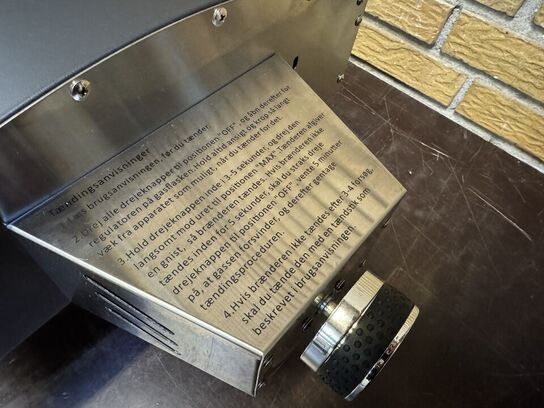 Tændingsanvisninger
1.Læs brugsanvisningen, før du tænder
2.Drej alle drejeknapper til positionen "OFF", og åbn derefter for
regulatoren på gasflasken. Hold altid ansigt og krop så langt
væk fra apparatet som muligt, når du tænder for det.
3.Hold drejeknappen inde i 3-5 sekunder, og drej den
langsomt mod uret til positionen "MAX". Tænderen afgiver
en gnist, så brænderen tændes. Hvis brænderen ikke
tændes inden for 5 sekunder, skal du straks dreje
drejeknappen til positionen "OFF", vente 5 minutter
på, at gassen forsvinder, og derefter gentage
tændingsproceduren.
4.Hvis brænderen ikke tændes efter 3-4 forsøg,
skal du tænde den med en tændstik som
beskrevet i brugsanvisningen.